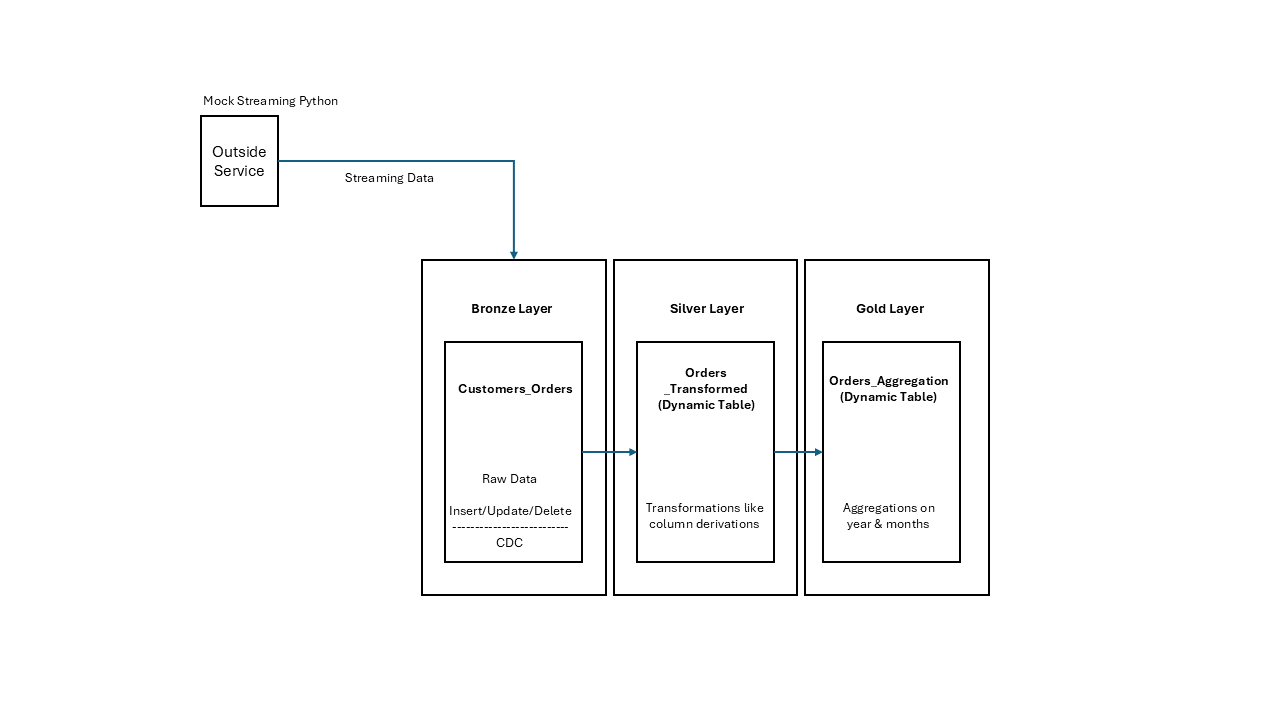 Mock Streaming Python
Outside
Service
Streaming Data
Bronze Layer
Customers_Orders
Raw Data
Insert/Update/Delete
--------------------------
CDC
Silver Layer
Orders
_Transformed
(Dynamic Table)
Transformations like
column derivations
Gold Layer
Orders_Aggregation
(Dynamic Table)
Aggregations on
year & months